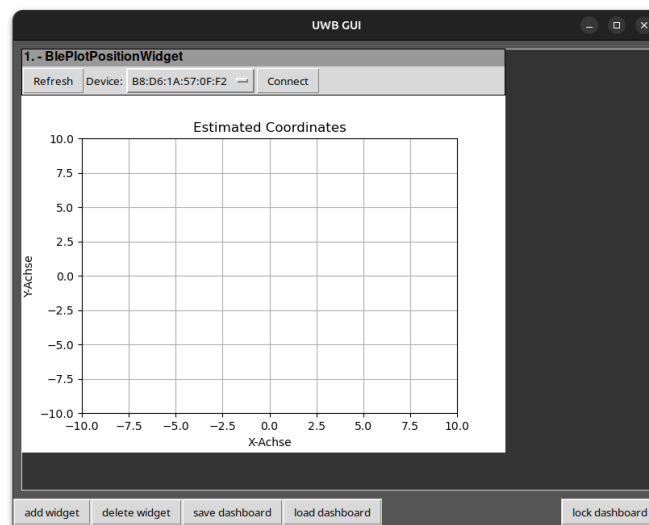 UWB GUI
1. - BlePlotPositionWidget
Refresh Device: B8:D6:1A:57:0F:F2 Connect
Estimated Coordinates
10.0
7.5
5.0
2.5
0.0
−2.5
−5.0
−7.5
−10.0
Y-Achse
−10.0 −7.5 −5.0 −2.5 0.0 2.5 5.0 7.5 10.0
X-Achse
add widget delete widget save dashboard load dashboard lock dashboard